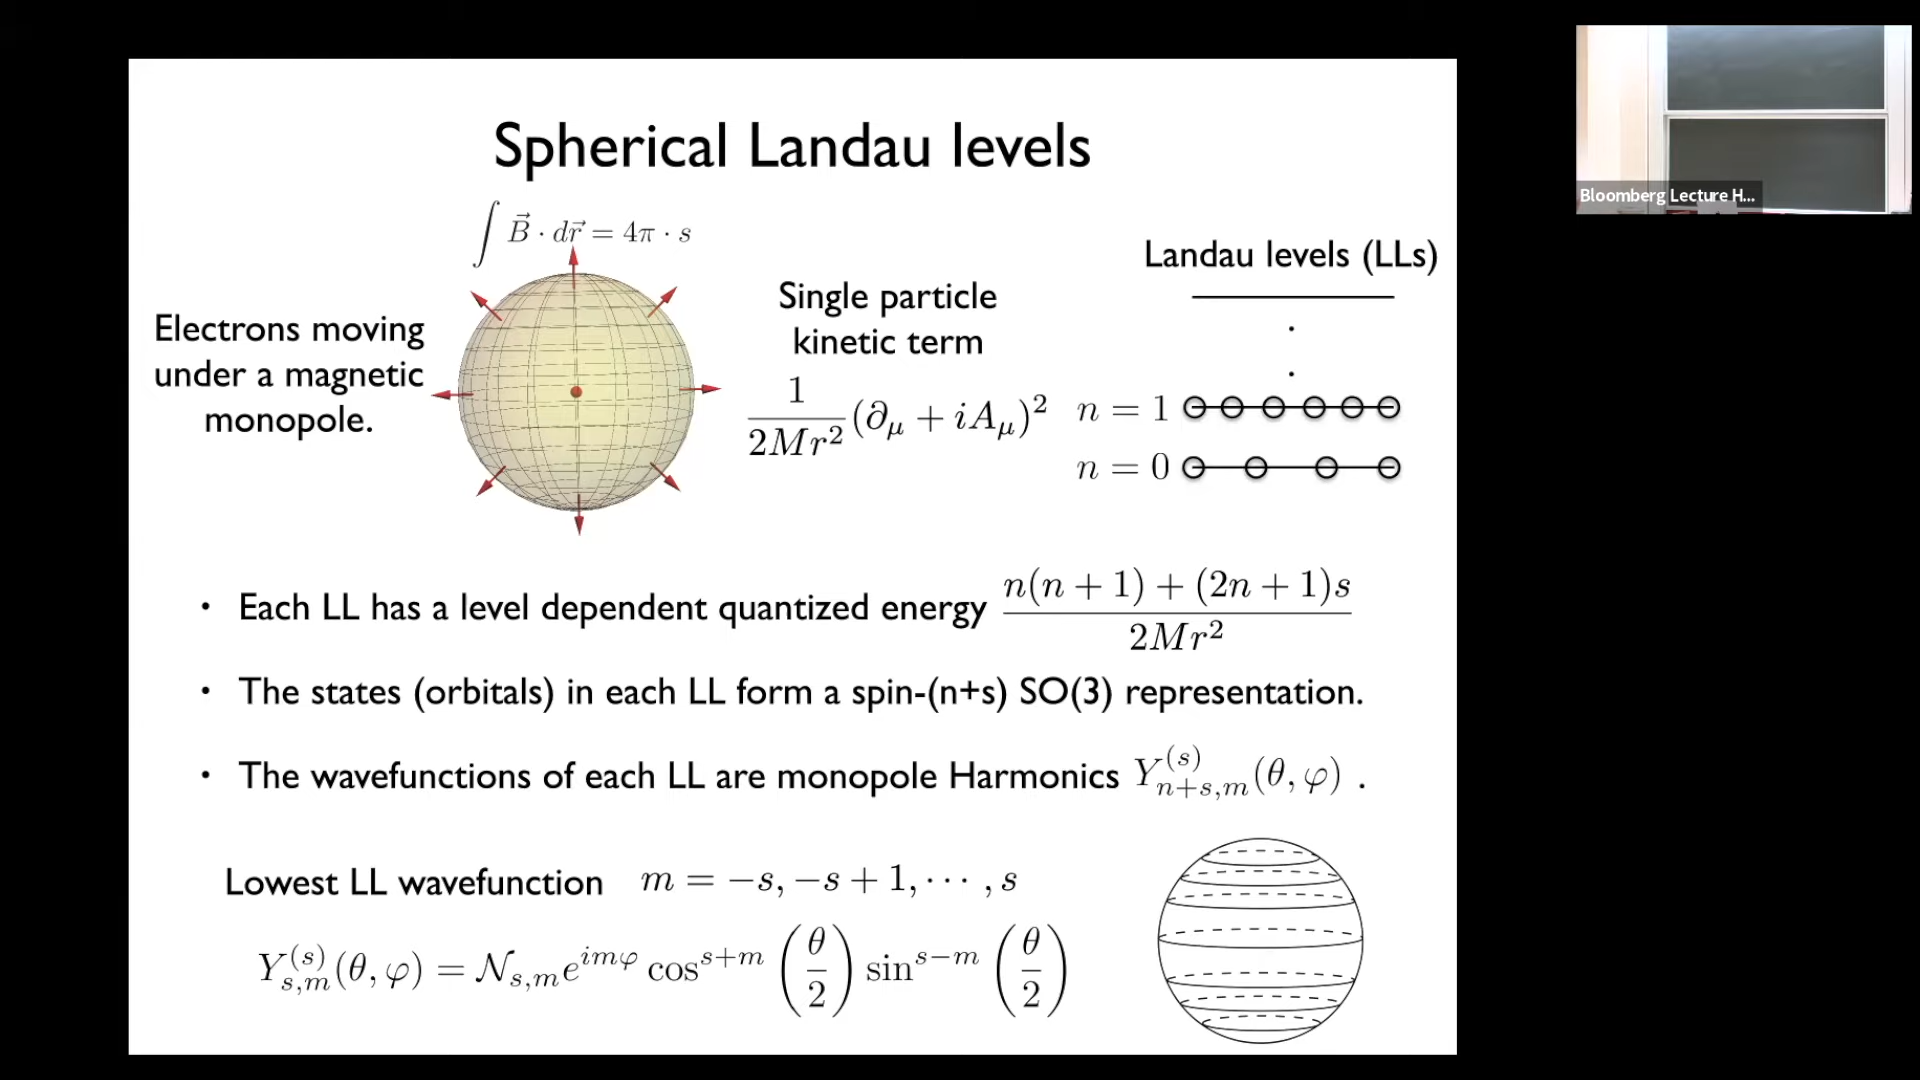 Spherical Landau levels
∫ B⃗ · dr⃗ = 4π · s
Electrons moving
under a magnetic
monopole.
Single particle
kinetic term
1/(2Mr²) (∂_μ + iA_μ)²
Landau levels (LLs)
n = 1
n = 0
• Each LL has a level dependent quantized energy (n(n + 1) + (2n + 1)s)/(2Mr²)
• The states (orbitals) in each LL form a spin-(n+s) SO(3) representation.
• The wavefunctions of each LL are monopole Harmonics Y^{(s)}_{n+s,m}(θ, φ) .
Lowest LL wavefunction m = −s, −s + 1, ⋯ , s
Y^{(s)}_{s,m}(θ, φ) = 𝒩_{s,m} e^{imφ} cos^{s+m}(θ/2) sin^{s−m}(θ/2)
Bloomberg Lecture H...